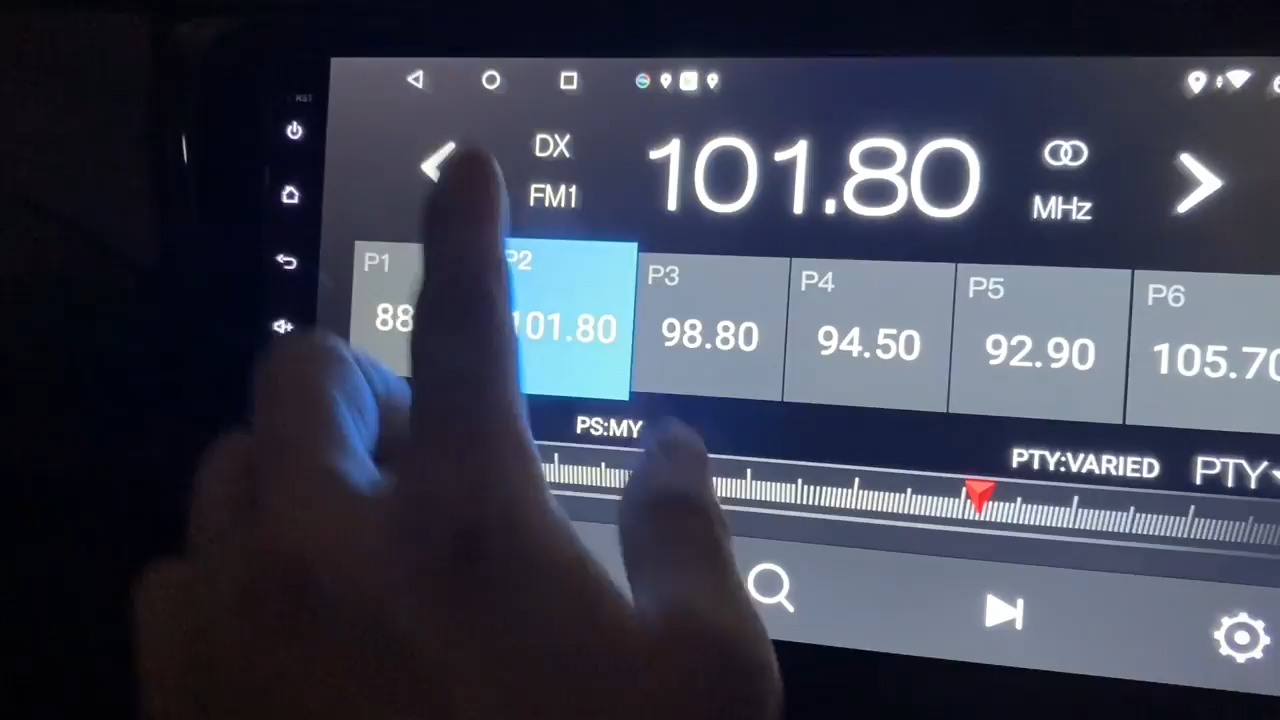 RST
DX
FM1
101.80
MHz
P1
88
P2
101.80
P3
98.80
P4
94.50
P5
92.90
P6
105.70
PS:MY
PTY:VARIED
PTY